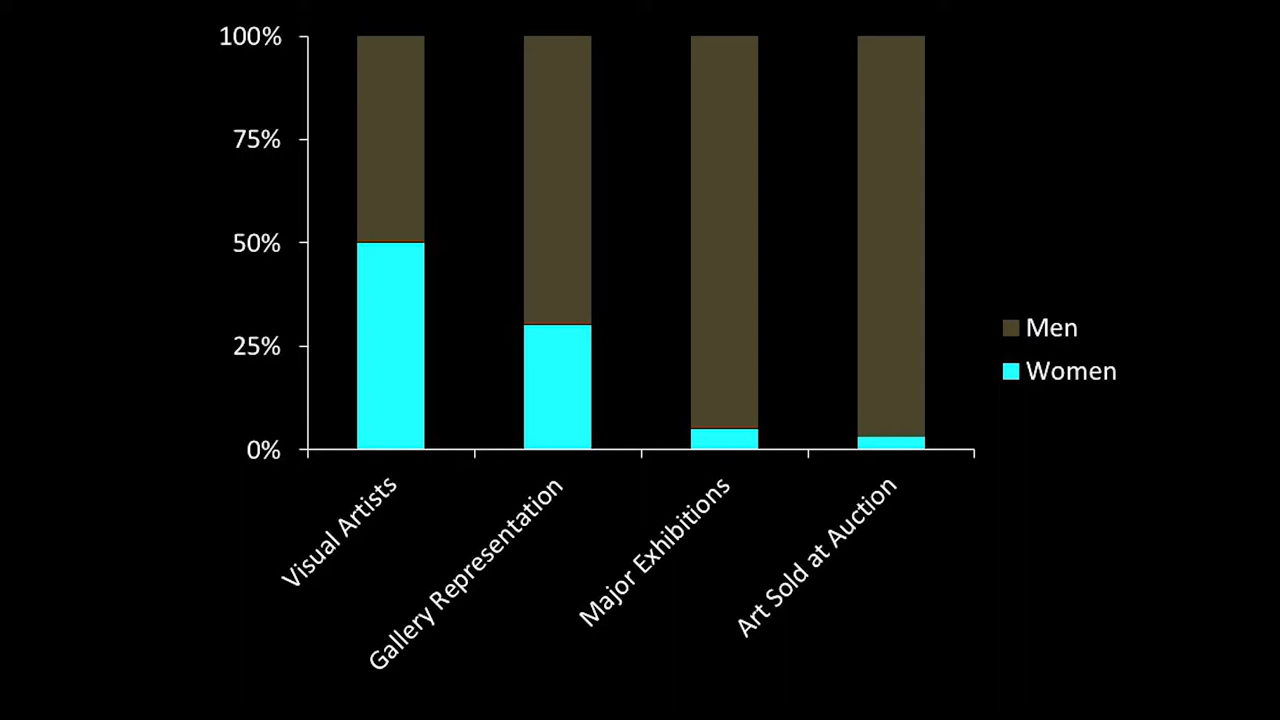 100%
75%
50%
25%
0%
Visual Artists
Gallery Representation
Major Exhibitions
Art Sold at Auction
Men
Women